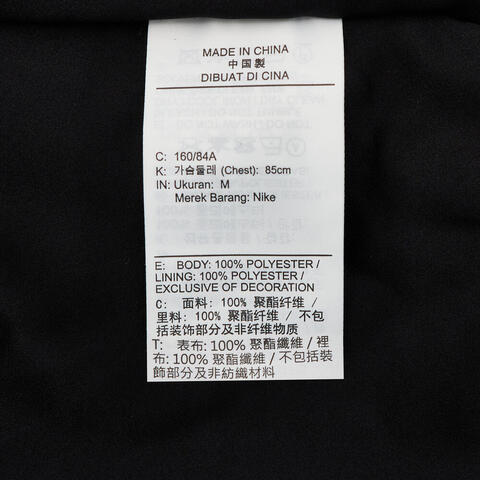 MADE IN CHINA
中国製
DIBUAT DI CINA
C: 160/84A
K: 가슴둘레 (Chest): 85cm
IN: Ukuran: M
Merek Barang: Nike
E: BODY: 100% POLYESTER /
LINING: 100% POLYESTER /
EXCLUSIVE OF DECORATION
C: 面料: 100% 聚酯纤维 /
里料: 100% 聚酯纤维 / 不包
括装饰部分及非纤维物质
T: 表布: 100% 聚酯纖維 / 裡
布: 100% 聚酯纖維 / 不包括裝
飾部分及非紡織材料